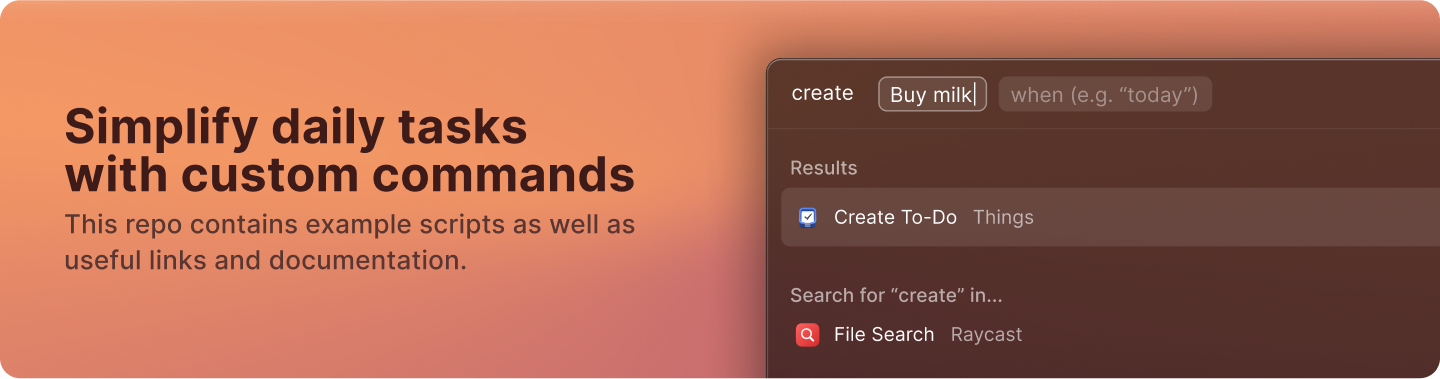 Simplify daily tasks
with custom commands
This repo contains example scripts as well as
useful links and documentation.
create Buy milk when (e.g. “today”)
Results
Create To-Do Things
Search for “create” in...
File Search Raycast